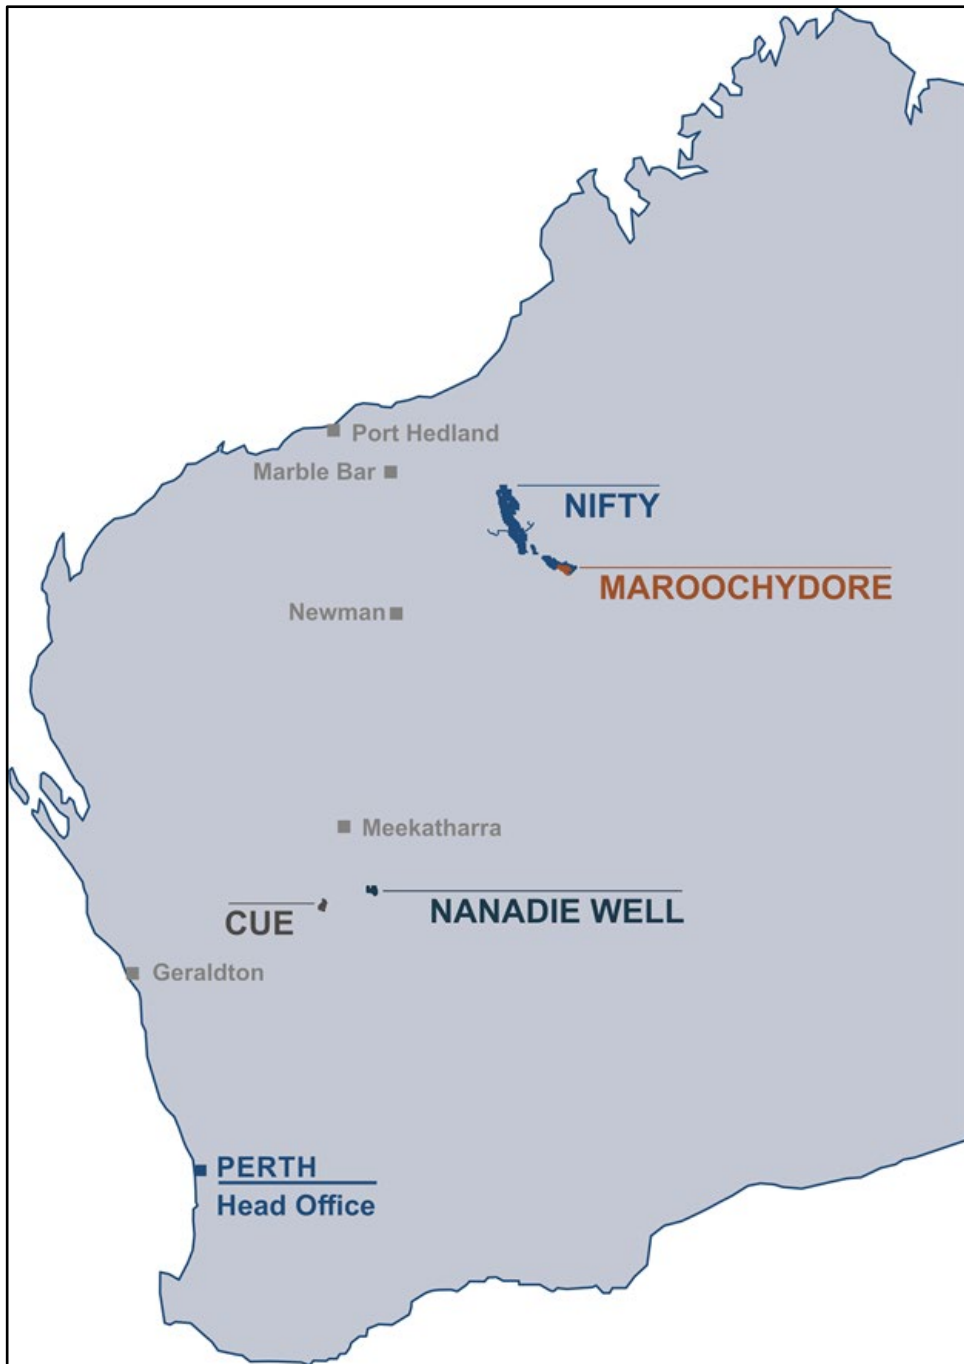 Port Hedland
Marble Bar
NIFTY
MAROOCHYDORE
Newman
Meekatharra
NANADIE WELL
CUE
Geraldton
PERTH
Head Office